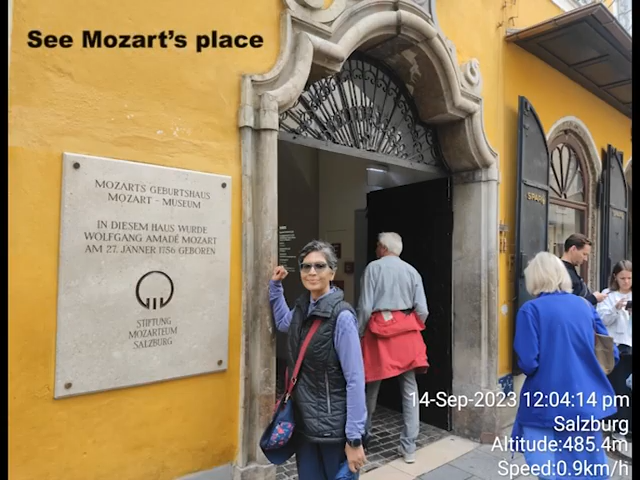 See Mozart's place
MOZARTS GEBURTSHAUS
MOZART - MUSEUM
IN DIESEM HAUS WURDE
WOLFGANG AMADÉ MOZART
AM 27. JÄNNER 1756 GEBOREN
STIFTUNG
MOZARTEUM
SALZBURG
SPAR
14-Sep-2023 12:04:14 pm
Salzburg
Altitude:485.4m
Speed:0.9km/h